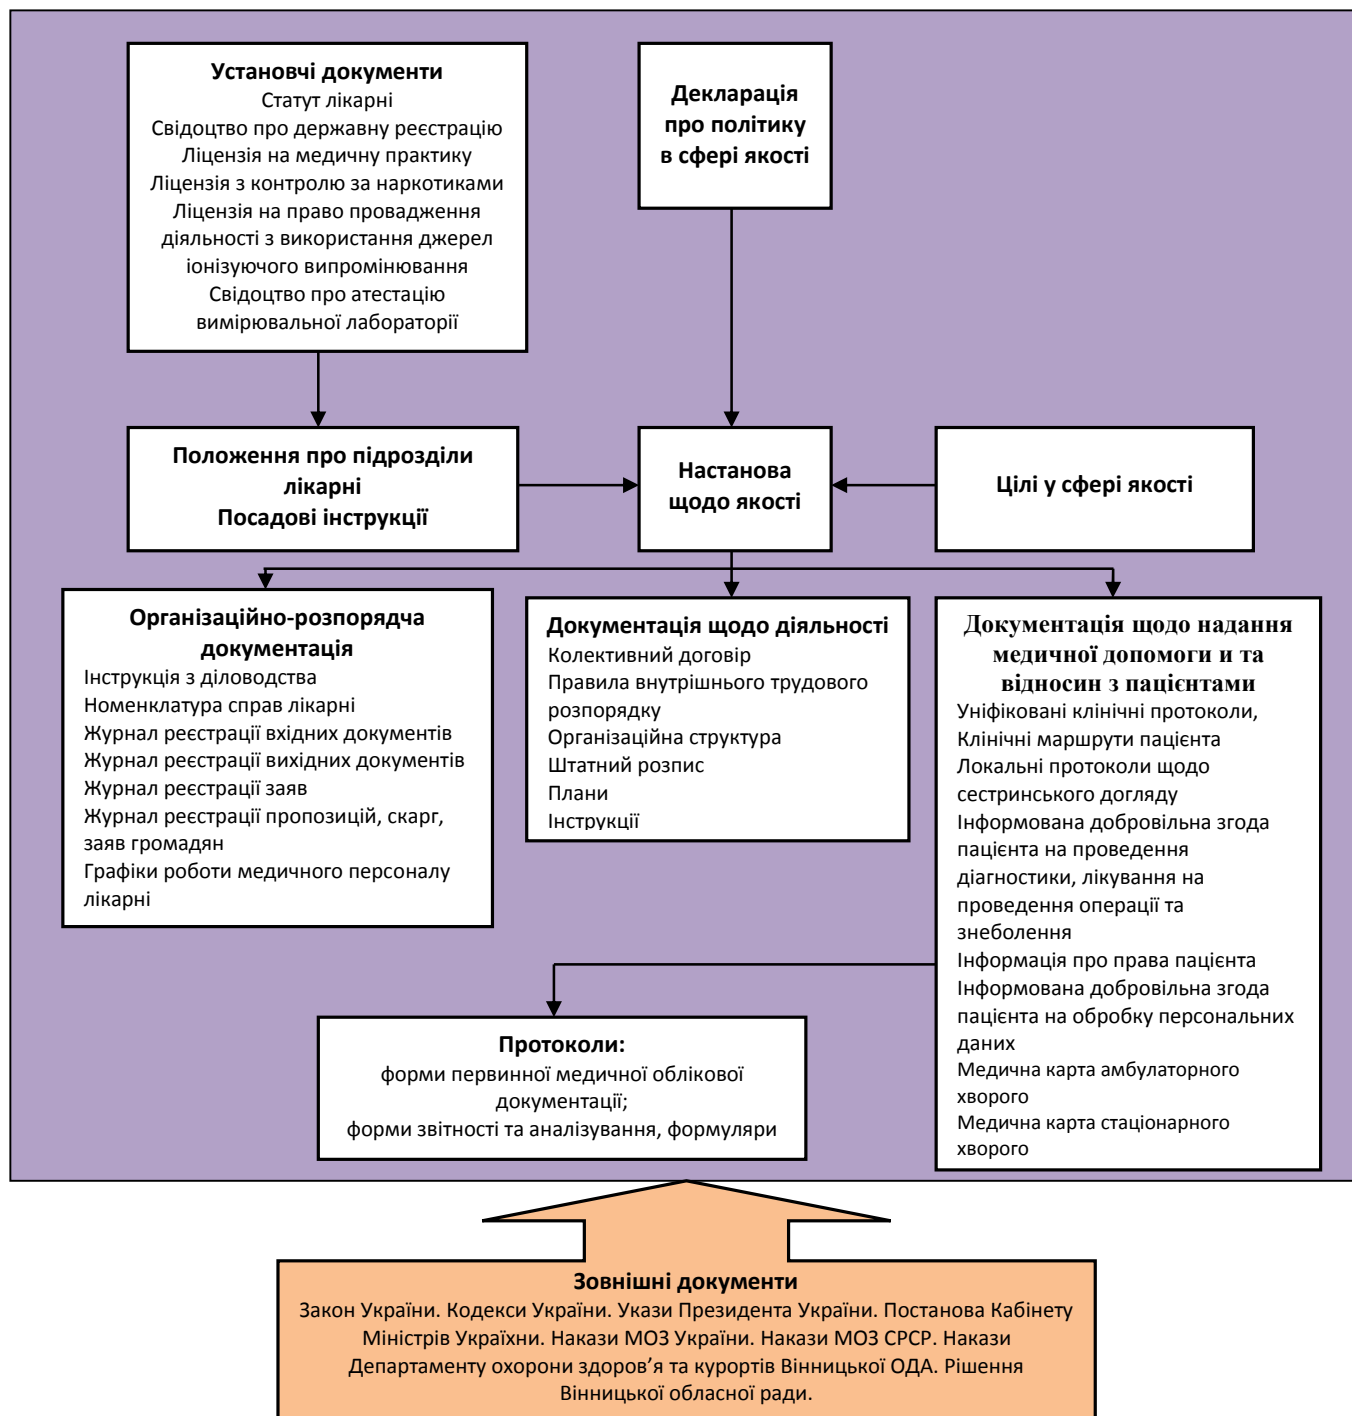 Установчі документи
Статут лікарні
Свідоцтво про державну реєстрацію
Ліцензія на медичну практику
Ліцензія з контролю за наркотиками
Ліцензія на право провадження
діяльності з використання джерел
іонізуючого випромінювання
Свідоцтво про атестацію
вимірювальної лабораторії
Декларація
про політику
в сфері якості
Положення про підрозділи
лікарні
Посадові інструкції
Настанова
щодо якості
Цілі у сфері якості
Організаційно-розпорядча
документація
Інструкція з діловодства
Номенклатура справ лікарні
Журнал реєстрації вхідних документів
Журнал реєстрації вихідних документів
Журнал реєстрації заяв
Журнал реєстрації пропозицій, скарг,
заяв громадян
Графіки роботи медичного персоналу
лікарні
Документація щодо діяльності
Колективний договір
Правила внутрішнього трудового
розпорядку
Організаційна структура
Штатний розпис
Плани
Інструкції
Документація щодо надання
медичної допомоги и та
відносин з пацієнтами
Уніфіковані клінічні протоколи,
Клінічні маршрути пацієнта
Локальні протоколи щодо
сестринського догляду
Інформована добровільна згода
пацієнта на проведення
діагностики, лікування на
проведення операції та
знеболення
Інформація про права пацієнта
Інформована добровільна згода
пацієнта на обробку персональних
даних
Медична карта амбулаторного
хворого
Медична карта стаціонарного
хворого
Протоколи:
форми первинної медичної облікової
документації;
форми звітності та аналізування, формуляри
Зовнішні документи
Закон України. Кодекси України. Укази Президента України. Постанова Кабінету
Міністрів Україхни. Накази МОЗ України. Накази МОЗ СРСР. Накази
Департаменту охорони здоров’я та курортів Вінницької ОДА. Рішення
Вінницької обласної ради.